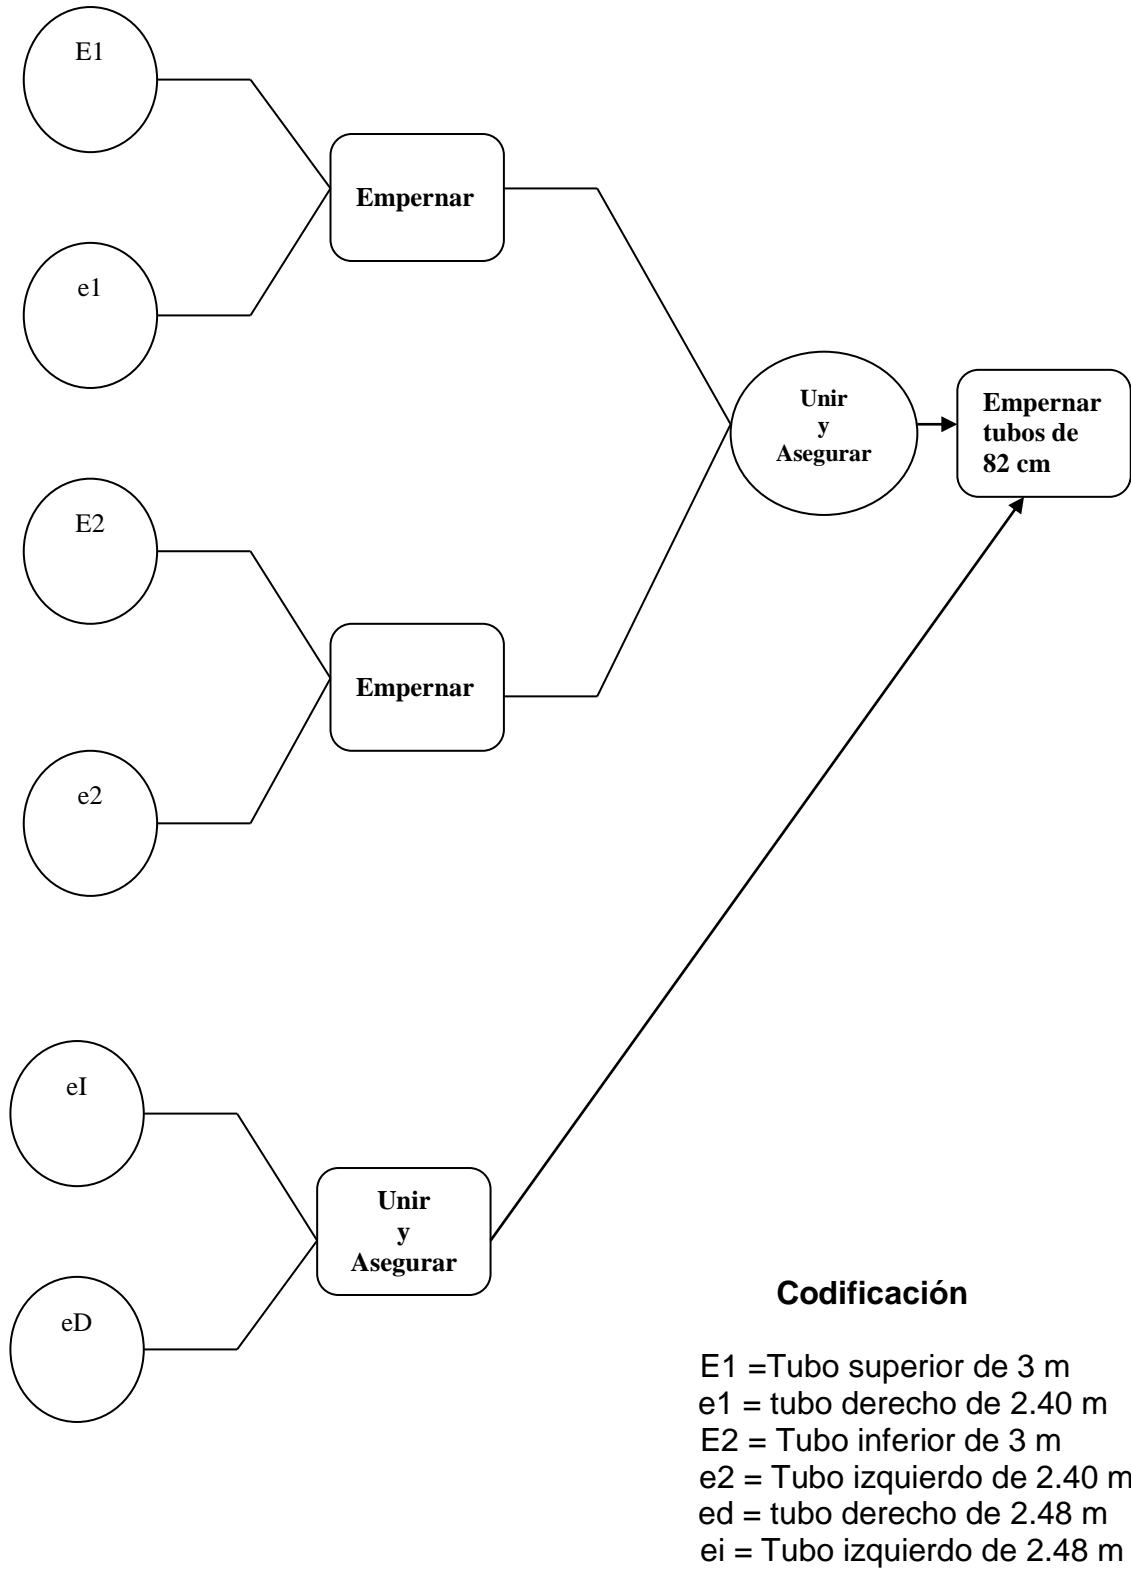 E1
Empernar
e1
Unir
y
Asegurar
Empernar
tubos de
82 cm
E2
Empernar
e2
eI
Unir
y
Asegurar
eD
Codificación
E1 =Tubo superior de 3 m
e1 = tubo derecho de 2.40 m
E2 = Tubo inferior de 3 m
e2 = Tubo izquierdo de 2.40 m
ed = tubo derecho de 2.48 m
ei = Tubo izquierdo de 2.48 m